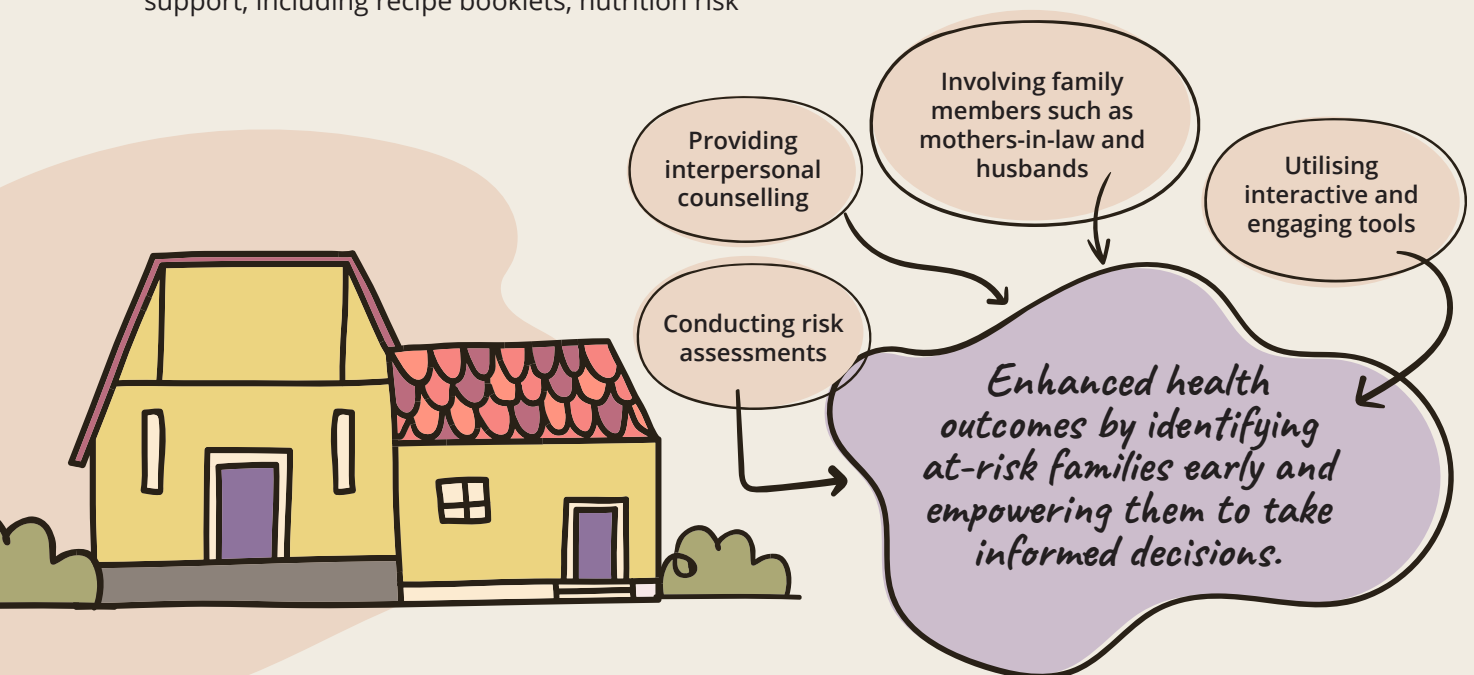 support, including recipe booklets, nutrition risk
Involving family
members such as
mothers-in-law and
husbands
Providing
interpersonal
counselling
Utilising
interactive and
engaging tools
Conducting risk
assessments
Enhanced health
outcomes by identifying
at-risk families early and
empowering them to take
informed decisions.